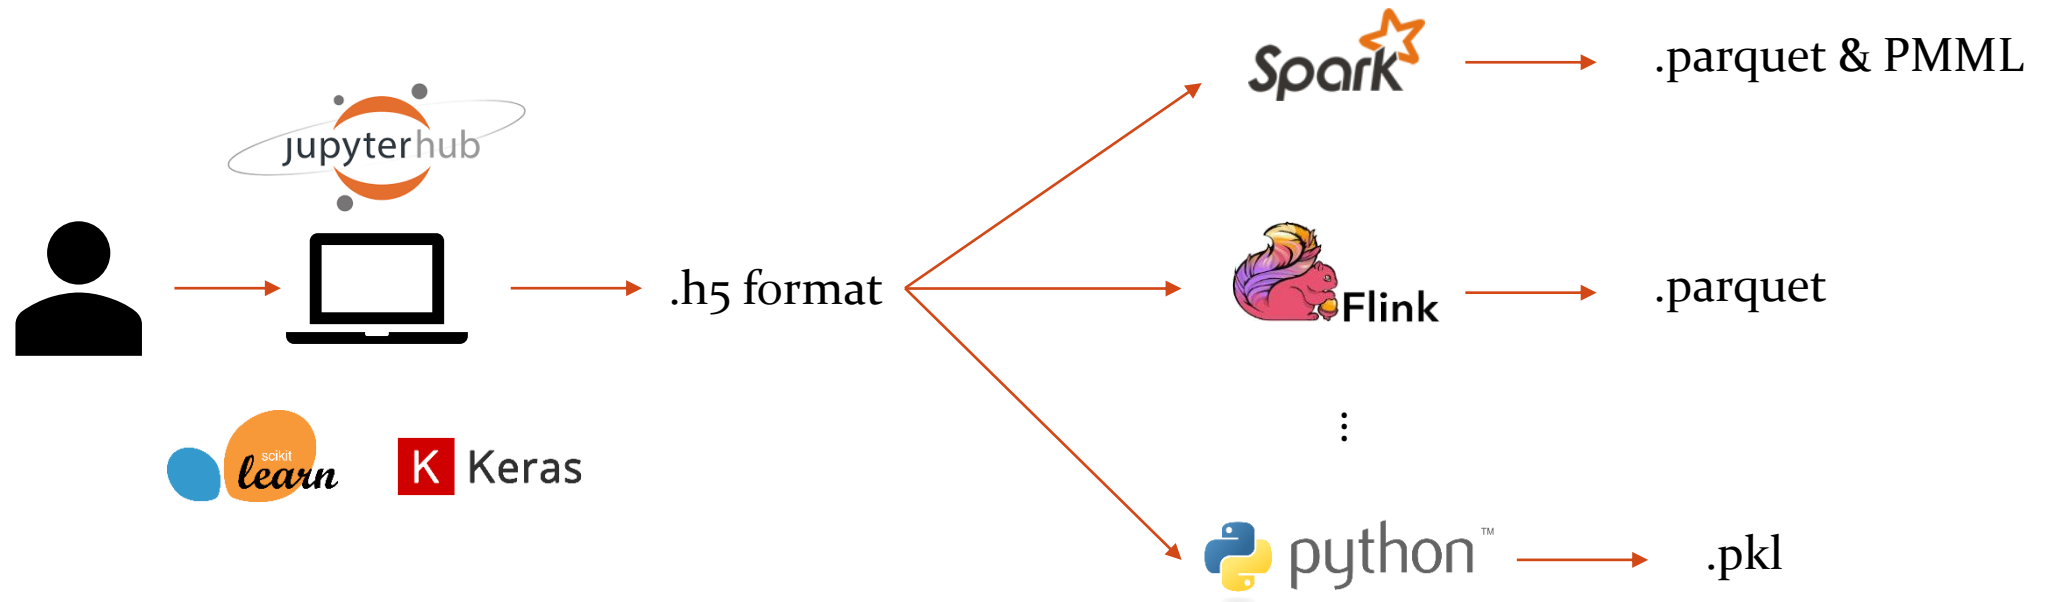 jupyterhub
scikit
learn
K Keras
.h5 format
Spark
.parquet & PMML
Flink
.parquet
⋮
python™
.pkl